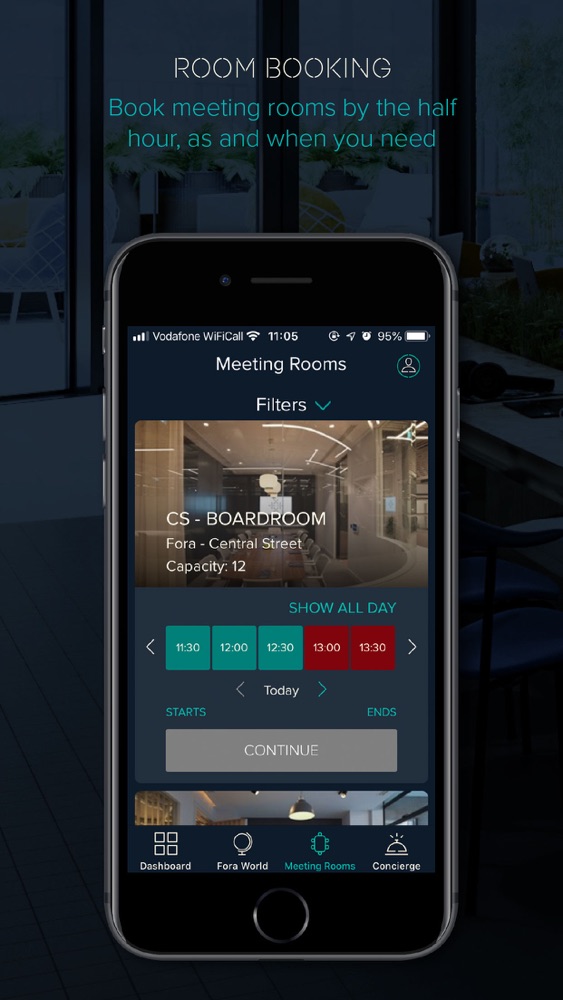 ROOM BOOKING
Book meeting rooms by the half
hour, as and when you need
Vodafone WiFiCall 11:05 95%
Meeting Rooms
Filters
CS - BOARDROOM
Fora - Central Street
Capacity: 12
SHOW ALL DAY
11:30 12:00 12:30 13:00 13:30
Today
STARTS ENDS
CONTINUE
Dashboard Fora World Meeting Rooms Concierge